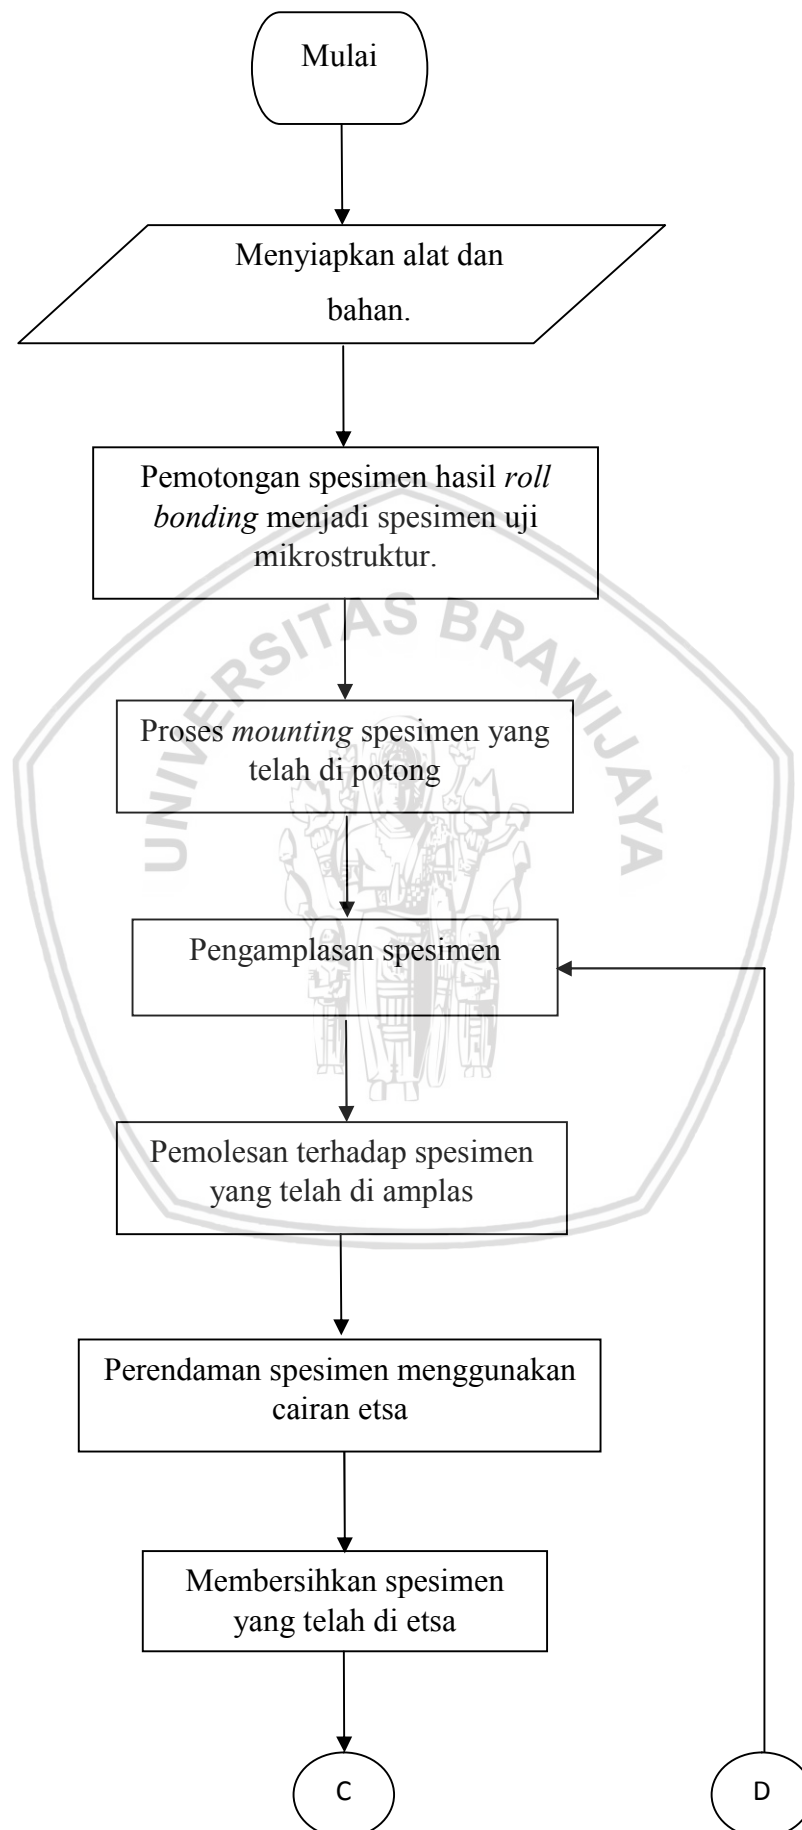 Mulai
Menyiapkan alat dan
bahan.
Pemotongan spesimen hasil roll
bonding menjadi spesimen uji
mikrostruktur.
UNIVERSITAS BRAWIJAYA
Proses mounting spesimen yang
telah di potong
Pengamplasan spesimen
Pemolesan terhadap spesimen
yang telah di amplas
Perendaman spesimen menggunakan
cairan etsa
Membersihkan spesimen
yang telah di etsa
C
D